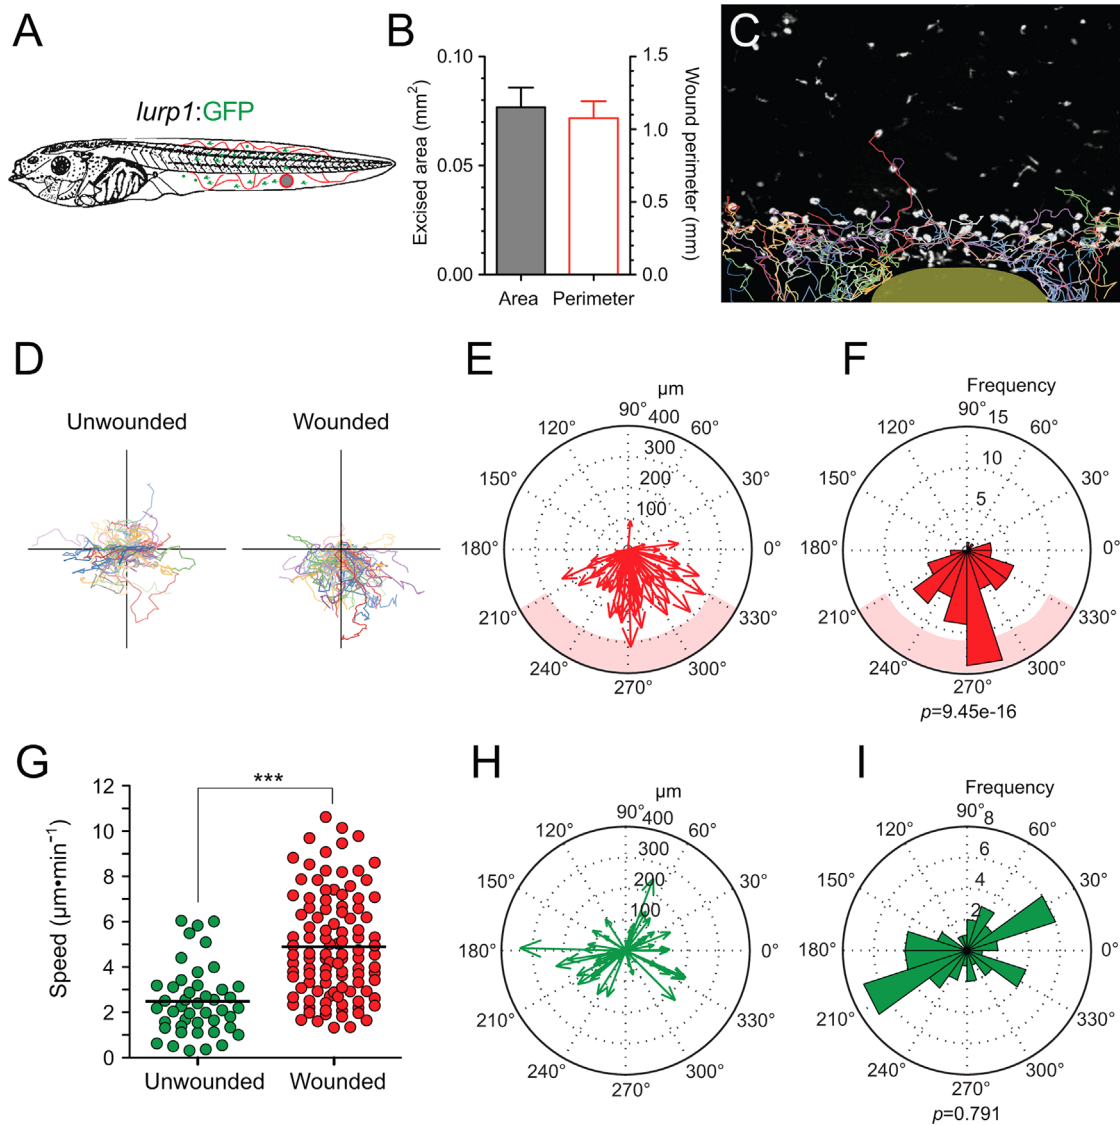 A
lurp1:GFP
B
0.10
0.05
0.00
Excised area (mm²)
1.5
1.0
0.5
0.0
Wound perimeter (mm)
Area Perimeter
C
D
Unwounded Wounded
E
µm
90° 400
120° 60°
300
150° 200 30°
100
180° 0°
210° 330°
240° 300°
270°
F
Frequency
90° 15
120° 60°
10
150° 30°
5
180° 0°
210° 330°
240° 300°
270°
p=9.45e-16
G
***
12
10
8
6
4
2
0
Speed (µm•min⁻¹)
Unwounded Wounded
H
µm
90° 400
120° 60°
300
150° 200 30°
100
180° 0°
210° 330°
240° 300°
270°
I
Frequency
90° 8
120° 60°
6
150° 4 30°
2
180° 0°
210° 330°
240° 300°
270°
p=0.791